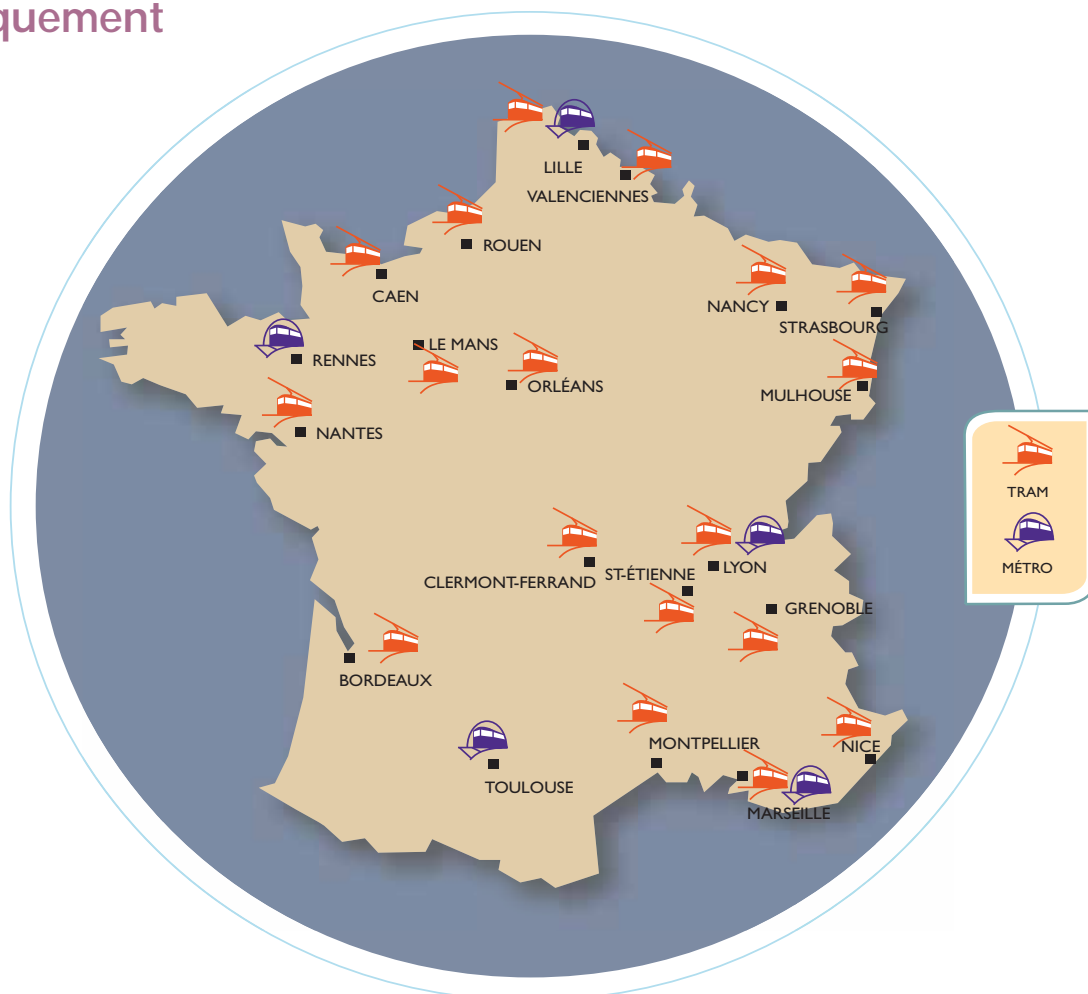 quement
LILLE
VALENCIENNES
ROUEN
CAEN
NANCY
STRASBOURG
LE MANS
RENNES
ORLÉANS
MULHOUSE
NANTES
TRAM
MÉTRO
CLERMONT-FERRAND
ST-ÉTIENNE
LYON
GRENOBLE
BORDEAUX
MONTPELLIER
NICE
TOULOUSE
MARSEILLE